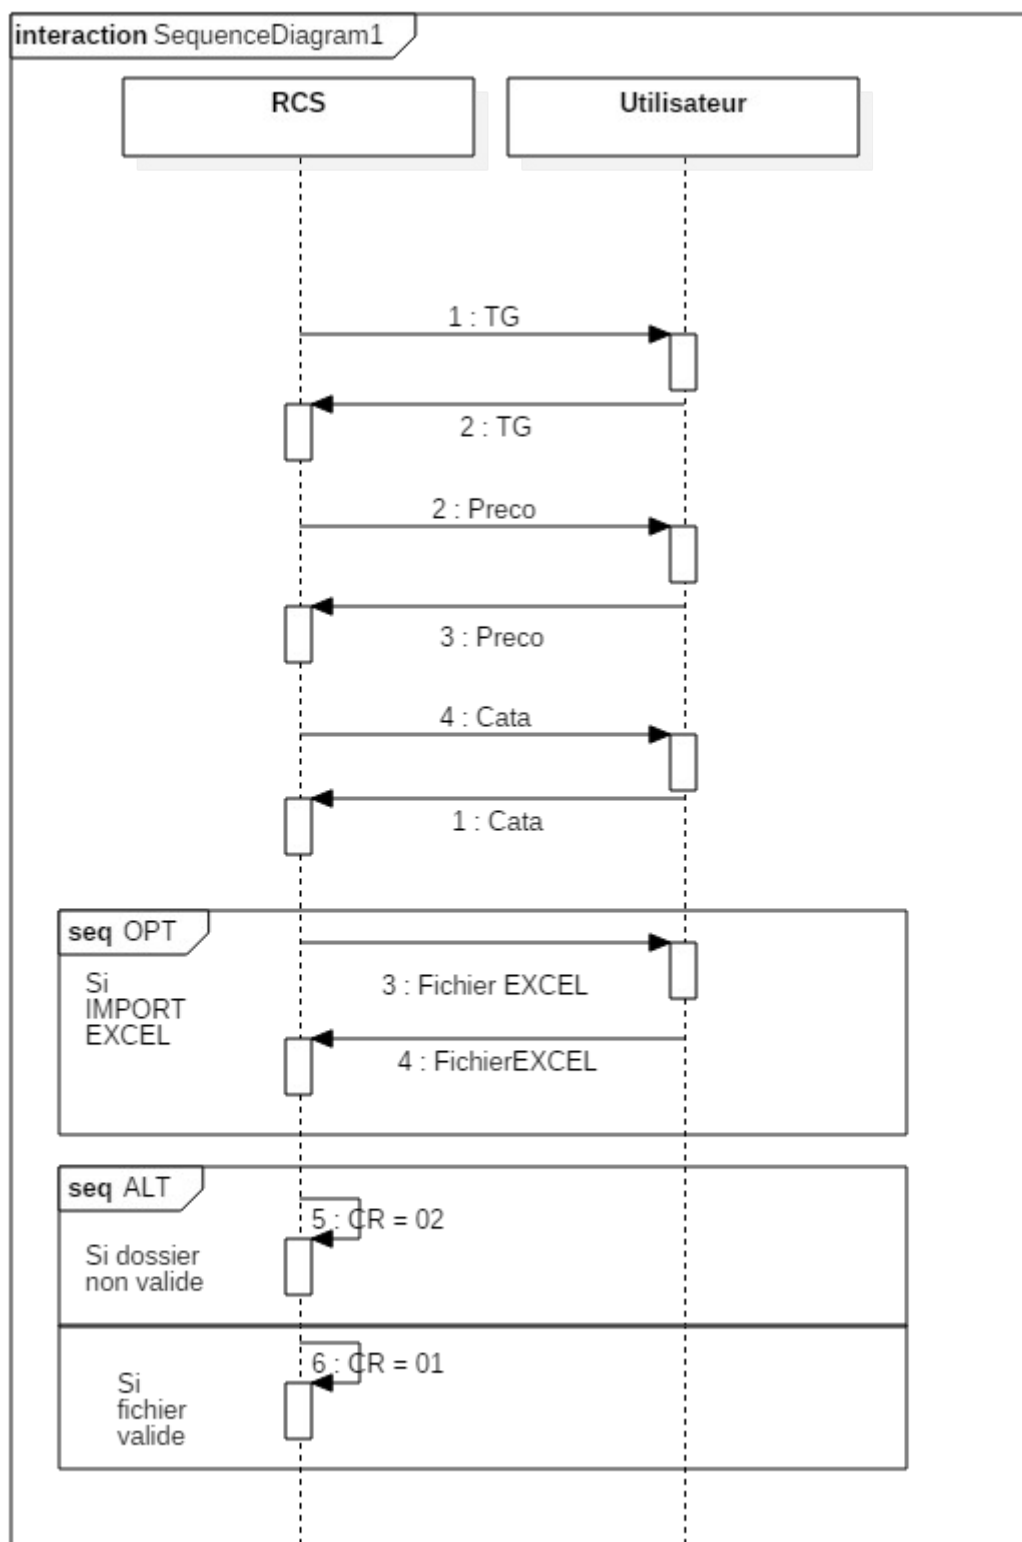 interaction SequenceDiagram1
RCS
Utilisateur
1 : TG
2 : TG
2 : Preco
3 : Preco
4 : Cata
1 : Cata
seq OPT
Si
IMPORT
EXCEL
3 : Fichier EXCEL
4 : FichierEXCEL
seq ALT
5 : CR = 02
Si dossier
non valide
6 : CR = 01
Si
fichier
valide